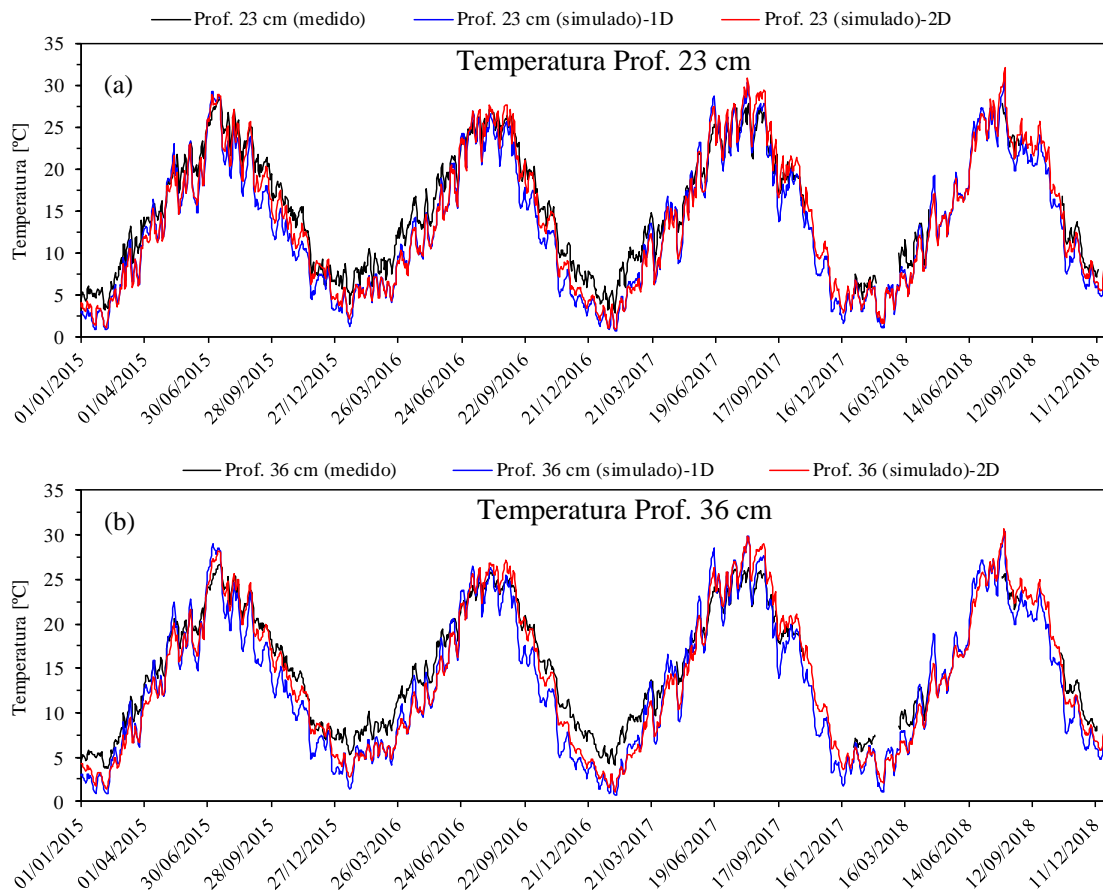 Prof. 23 cm (medido) Prof. 23 cm (simulado)-1D Prof. 23 (simulado)-2D
Temperatura Prof. 23 cm
(a)
Temperatura [ºC]
35
30
25
20
15
10
5
0
01/01/2015 01/04/2015 30/06/2015 28/09/2015 27/12/2015 26/03/2016 24/06/2016 22/09/2016 21/12/2016 21/03/2017 19/06/2017 17/09/2017 16/12/2017 16/03/2018 14/06/2018 12/09/2018 11/12/2018
Prof. 36 cm (medido) Prof. 36 cm (simulado)-1D Prof. 36 (simulado)-2D
Temperatura Prof. 36 cm
(b)
Temperatura [ºC]
35
30
25
20
15
10
5
0
01/01/2015 01/04/2015 30/06/2015 28/09/2015 27/12/2015 26/03/2016 24/06/2016 22/09/2016 21/12/2016 21/03/2017 19/06/2017 17/09/2017 16/12/2017 16/03/2018 14/06/2018 12/09/2018 11/12/2018